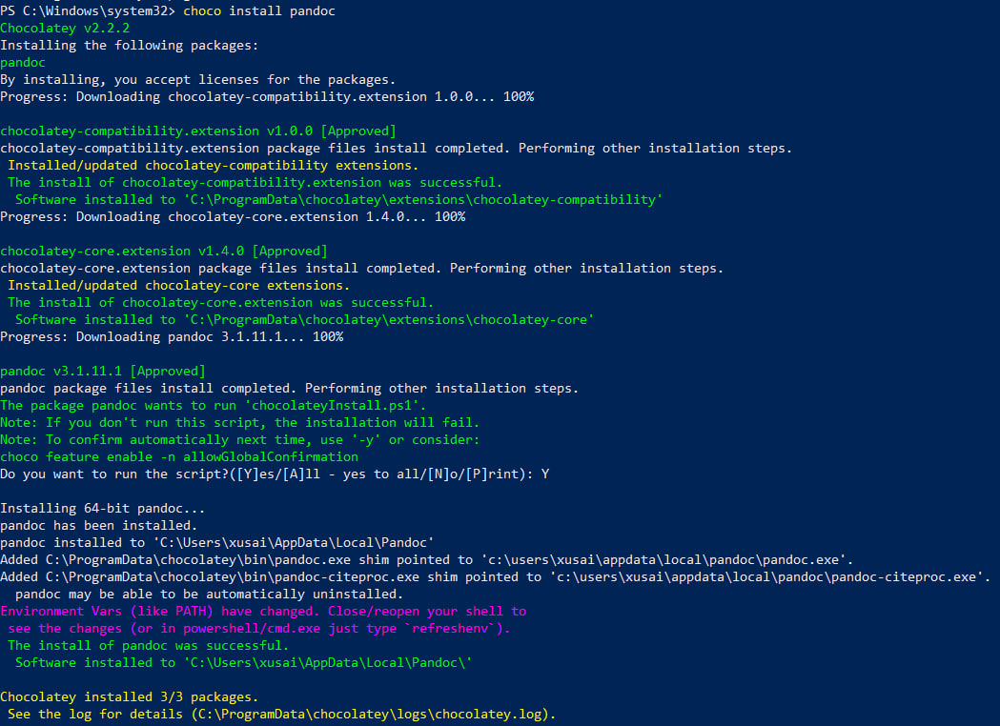 PS C:\Windows\system32> choco install pandoc
Chocolatey v2.2.2
Installing the following packages:
pandoc
By installing, you accept licenses for the packages.
Progress: Downloading chocolatey-compatibility.extension 1.0.0... 100%

chocolatey-compatibility.extension v1.0.0 [Approved]
chocolatey-compatibility.extension package files install completed. Performing other installation steps.
 Installed/updated chocolatey-compatibility extensions.
 The install of chocolatey-compatibility.extension was successful.
  Software installed to 'C:\ProgramData\chocolatey\extensions\chocolatey-compatibility'
Progress: Downloading chocolatey-core.extension 1.4.0... 100%

chocolatey-core.extension v1.4.0 [Approved]
chocolatey-core.extension package files install completed. Performing other installation steps.
 Installed/updated chocolatey-core extensions.
 The install of chocolatey-core.extension was successful.
  Software installed to 'C:\ProgramData\chocolatey\extensions\chocolatey-core'
Progress: Downloading pandoc 3.1.11.1... 100%

pandoc v3.1.11.1 [Approved]
pandoc package files install completed. Performing other installation steps.
The package pandoc wants to run 'chocolateyInstall.ps1'.
Note: If you don't run this script, the installation will fail.
Note: To confirm automatically next time, use '-y' or consider:
choco feature enable -n allowGlobalConfirmation
Do you want to run the script?([Y]es/[A]ll - yes to all/[N]o/[P]rint): Y

Installing 64-bit pandoc...
pandoc has been installed.
pandoc installed to 'C:\Users\xusai\AppData\Local\Pandoc'
Added C:\ProgramData\chocolatey\bin\pandoc.exe shim pointed to 'c:\users\xusai\appdata\local\pandoc\pandoc.exe'.
Added C:\ProgramData\chocolatey\bin\pandoc-citeproc.exe shim pointed to 'c:\users\xusai\appdata\local\pandoc\pandoc-citeproc.exe'.
  pandoc may be able to be automatically uninstalled.
Environment Vars (like PATH) have changed. Close/reopen your shell to
 see the changes (or in powershell/cmd.exe just type `refreshenv`).
 The install of pandoc was successful.
  Software installed to 'C:\Users\xusai\AppData\Local\Pandoc\'

Chocolatey installed 3/3 packages.
 See the log for details (C:\ProgramData\chocolatey\logs\chocolatey.log).